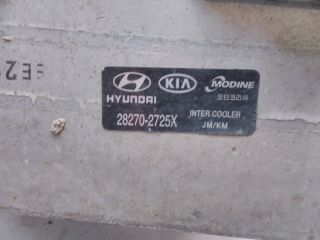 HYUNDAI KIA MODINE
모딘코리아
28270-2725X INTER COOLER
JM/KM